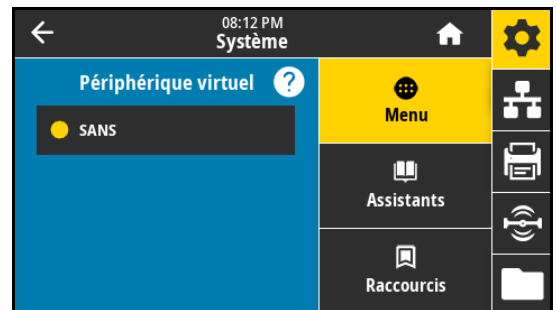 08:12 PM
Système
Périphérique virtuel ?
SANS
Menu
Assistants
Raccourcis